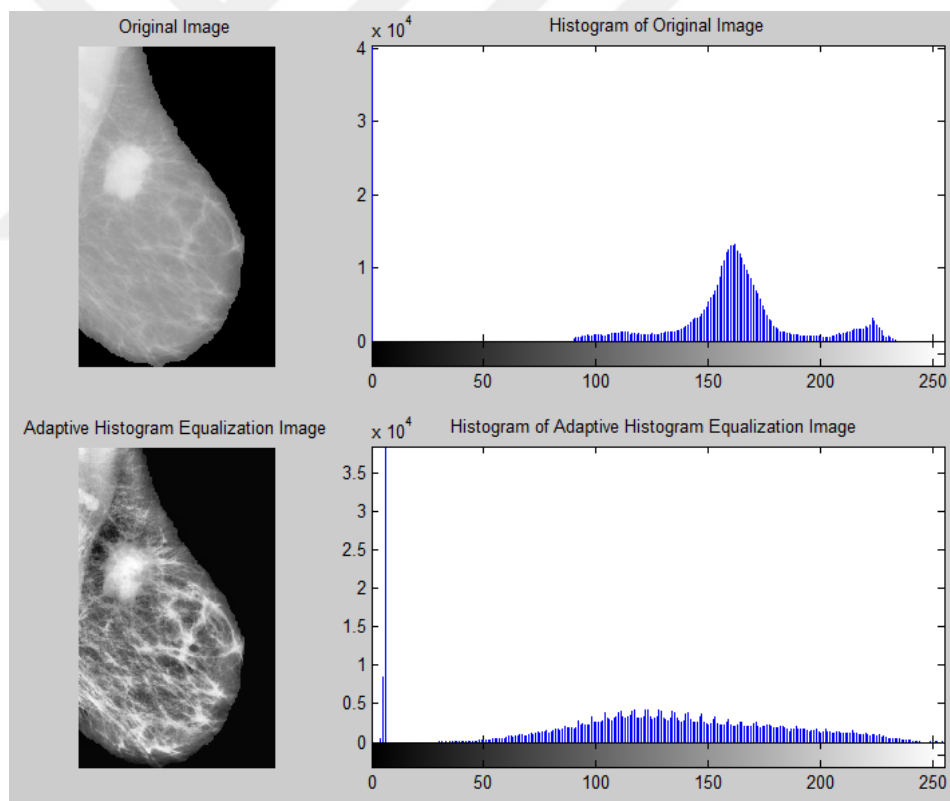 Original Image
Histogram of Original Image
x 10^4
4
3
2
1
0
0 50 100 150 200 250
Adaptive Histogram Equalization Image
Histogram of Adaptive Histogram Equalization Image
x 10^4
3.5
3
2.5
2
1.5
1
0.5
0
0 50 100 150 200 250